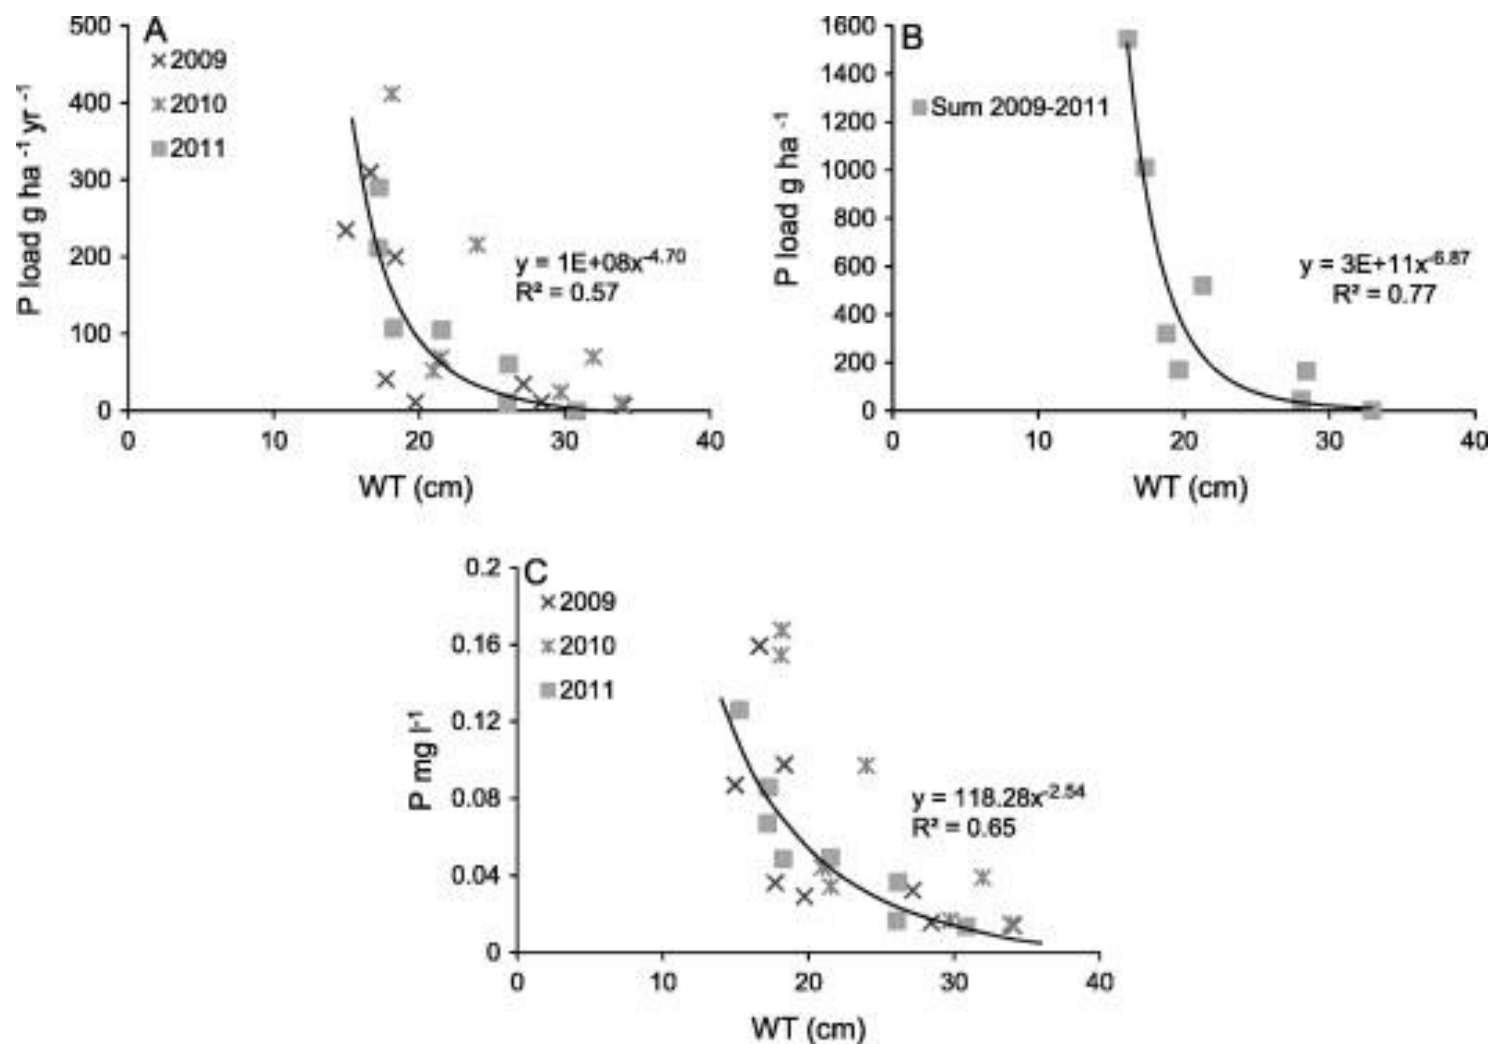 A
500
400
300
200
100
0
P load g ha ⁻¹ yr ⁻¹
× 2009
2010
2011
y = 1E+08x⁻⁴·⁷⁰
R² = 0.57
0 10 20 30 40
WT (cm)
B
1600
1400
1200
1000
800
600
400
200
0
P load g ha ⁻¹
Sum 2009-2011
y = 3E+11x⁻⁶·⁸⁷
R² = 0.77
0 10 20 30 40
WT (cm)
C
0.2
0.16
0.12
0.08
0.04
0
P mg l⁻¹
× 2009
2010
2011
y = 118.28x⁻²·⁵⁴
R² = 0.65
0 10 20 30 40
WT (cm)